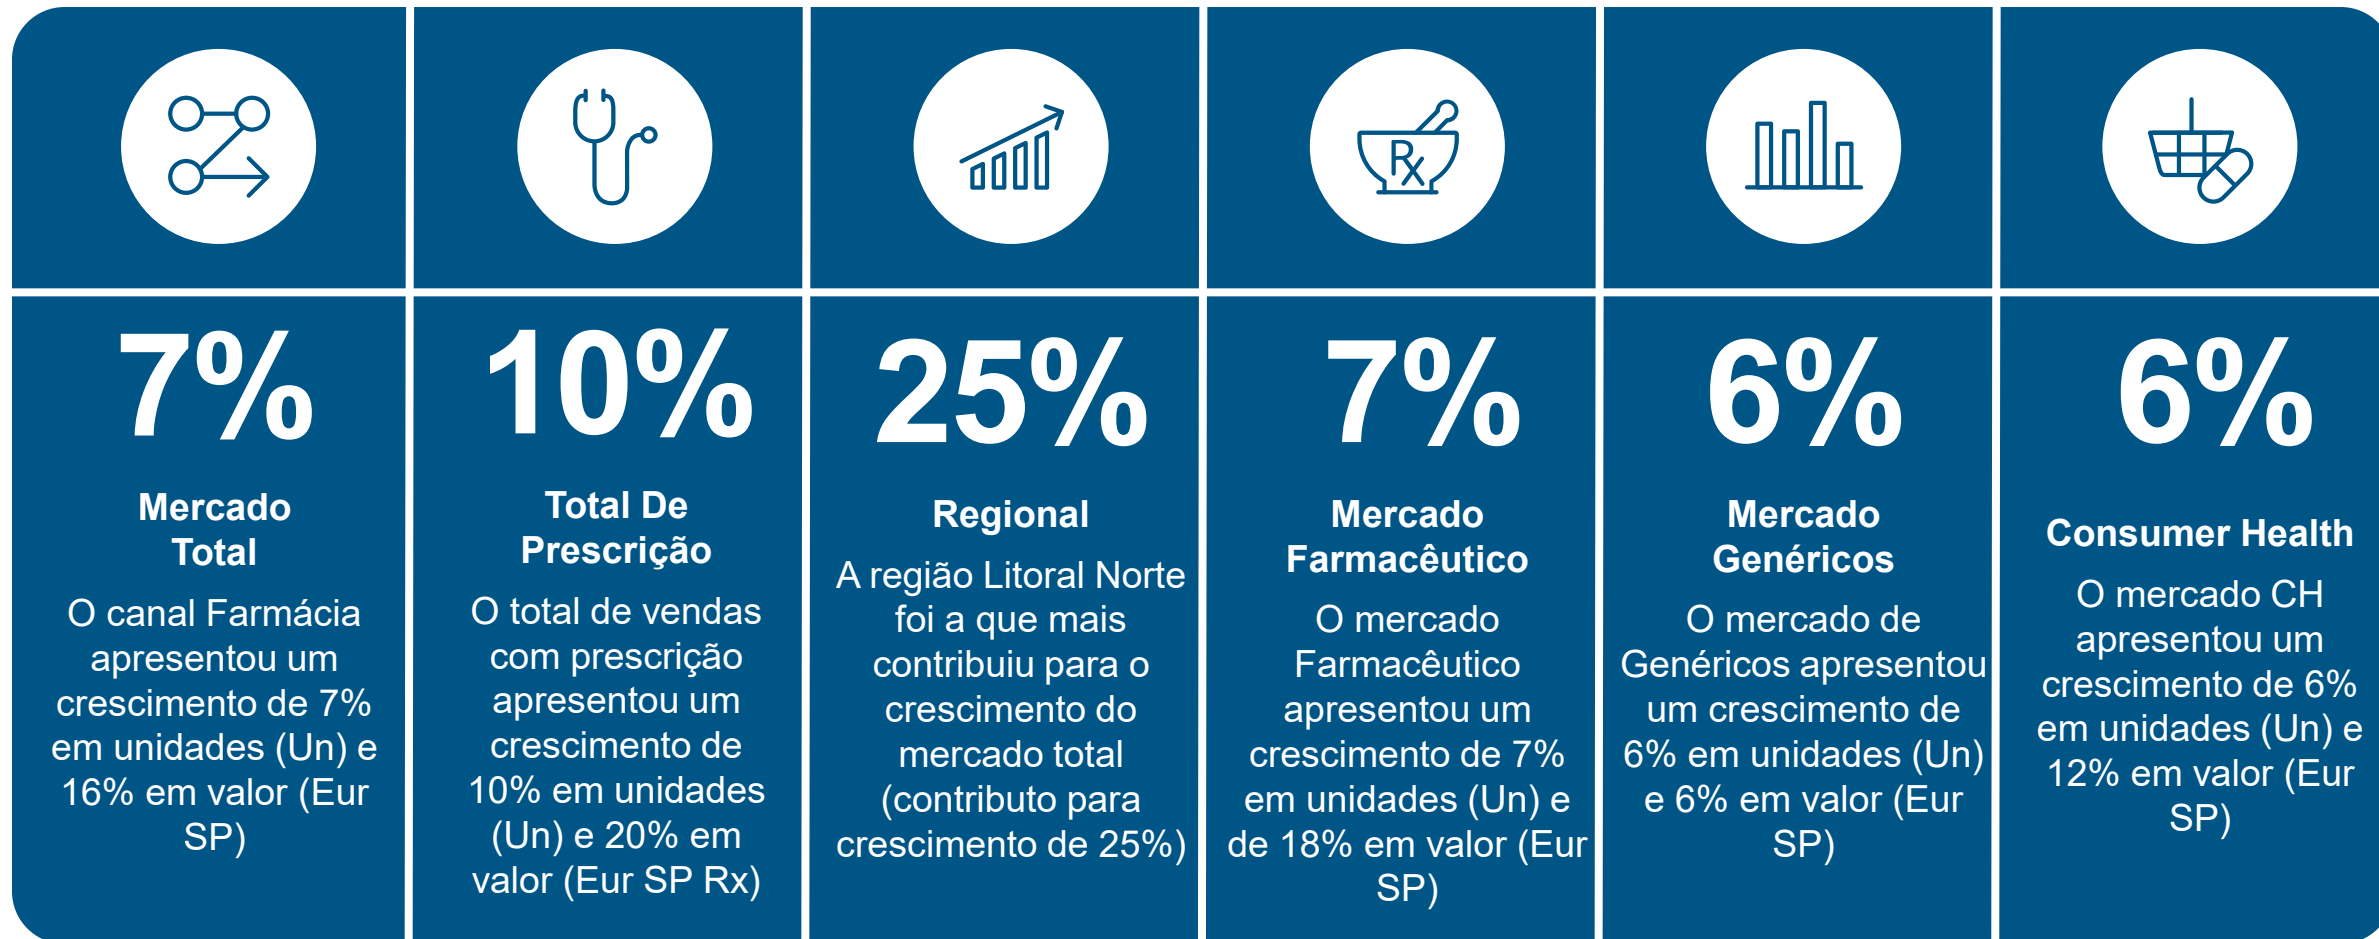 Rx
7%
Mercado
Total
O canal Farmácia
apresentou um
crescimento de 7%
em unidades (Un) e
16% em valor (Eur
SP)
10%
Total De
Prescrição
O total de vendas
com prescrição
apresentou um
crescimento de
10% em unidades
(Un) e 20% em
valor (Eur SP Rx)
25%
Regional
A região Litoral Norte
foi a que mais
contribuiu para o
crescimento do
mercado total
(contributo para
crescimento de 25%)
7%
Mercado
Farmacêutico
O mercado
Farmacêutico
apresentou um
crescimento de 7%
em unidades (Un) e
de 18% em valor (Eur
SP)
6%
Mercado
Genéricos
O mercado de
Genéricos apresentou
um crescimento de
6% em unidades (Un)
e 6% em valor (Eur
SP)
6%
Consumer Health
O mercado CH
apresentou um
crescimento de 6%
em unidades (Un) e
12% em valor (Eur
SP)